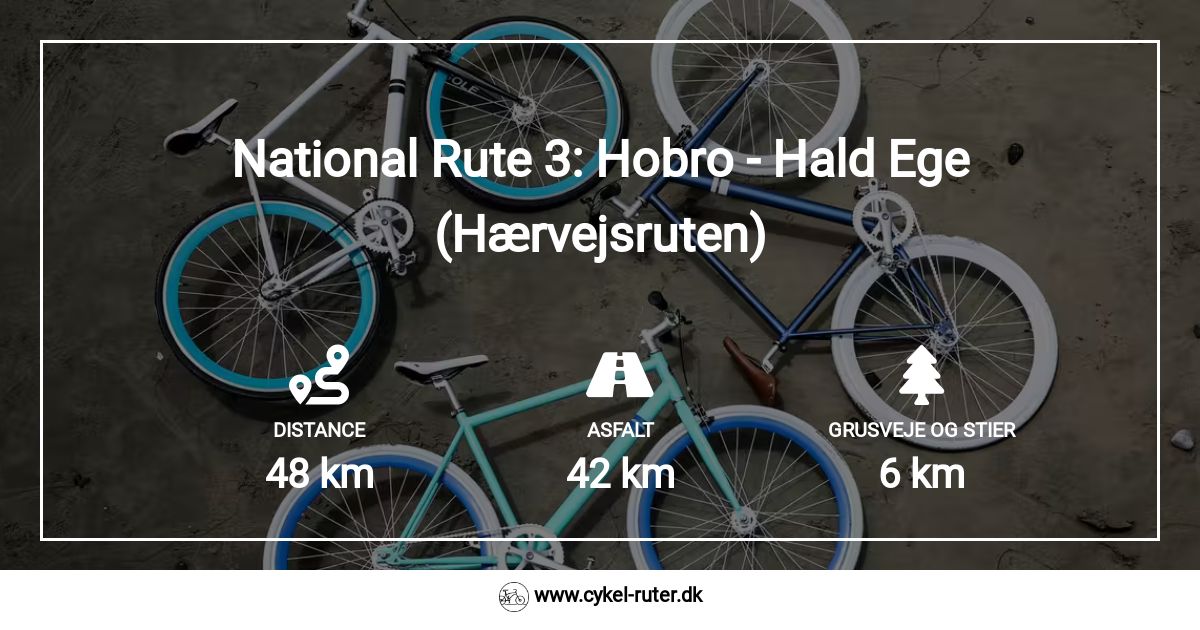 National Rute 3: Hobro - Hald Ege
(Hærvejsruten)
DISTANCE
48 km
ASFALT
42 km
GRUSVEJE OG STIER
6 km
www.cykel-ruter.dk